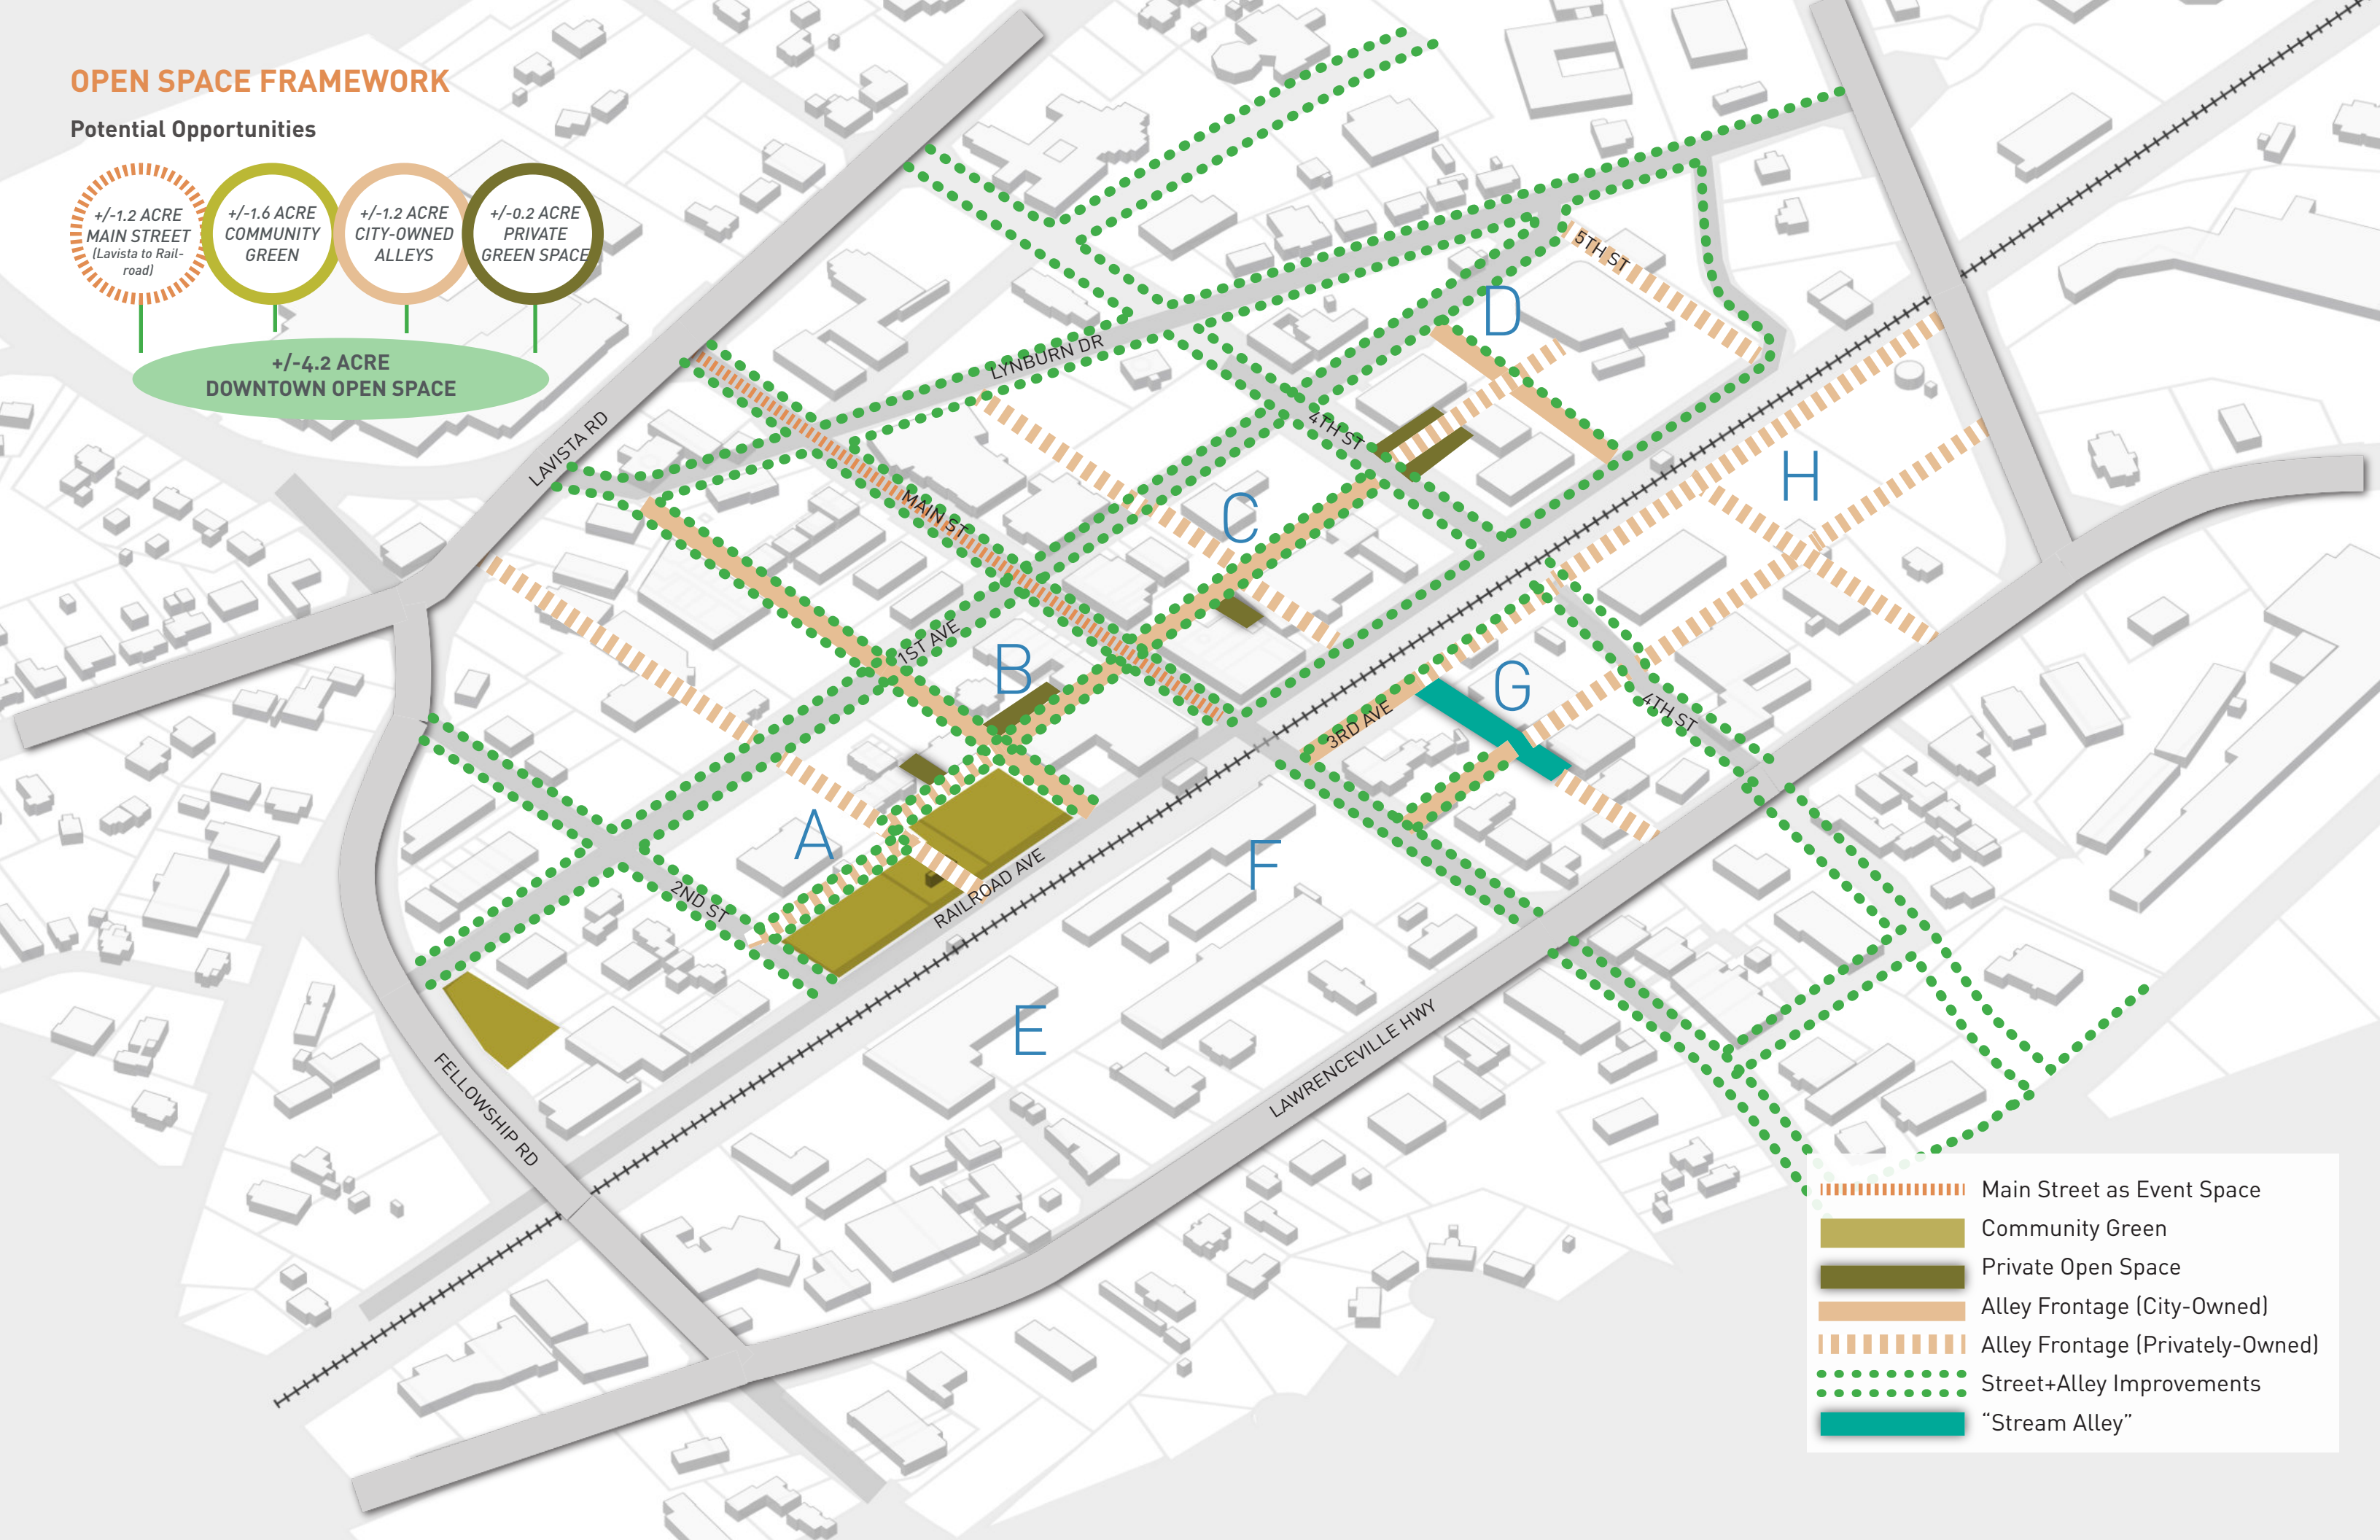 OPEN SPACE FRAMEWORK
Potential Opportunities
+/-1.2 ACRE
MAIN STREET
(Lavista to Rail-
road)
+/-1.6 ACRE
COMMUNITY
GREEN
+/-1.2 ACRE
CITY-OWNED
ALLEYS
+/-0.2 ACRE
PRIVATE
GREEN SPACE
+/-4.2 ACRE
DOWNTOWN OPEN SPACE
5TH ST
D
LYNBURN DR
LAVISTA RD
4TH ST
H
C
MAIN ST
1ST AVE
B
G
3RD AVE
4TH ST
A
F
RAILROAD AVE
2ND ST
E
LAWRENCEVILLE HWY
FELLOWSHIP RD
Main Street as Event Space
Community Green
Private Open Space
Alley Frontage (City-Owned)
Alley Frontage (Privately-Owned)
Street+Alley Improvements
“Stream Alley”